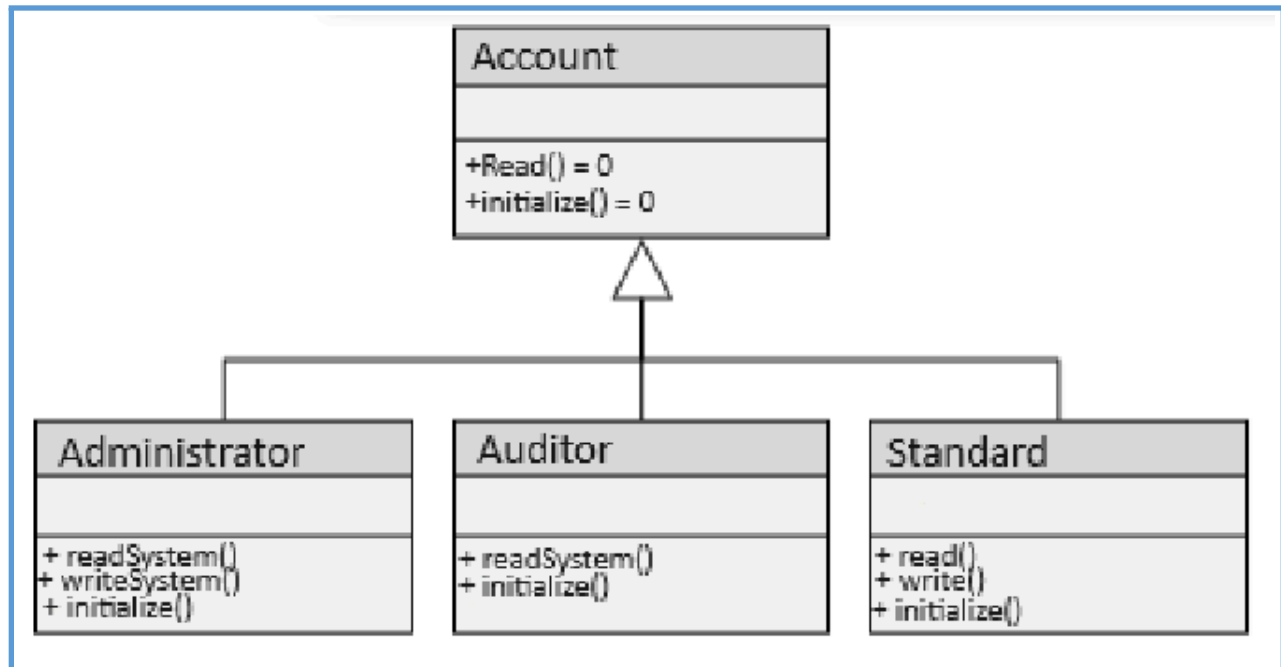 Account
+Read() = 0
+initialize() = 0
Administrator
+ readSystem()
+ writeSystem()
+ initialize()
Auditor
+ readSystem()
+ initialize()
Standard
+ read()
+ write()
+ initialize()